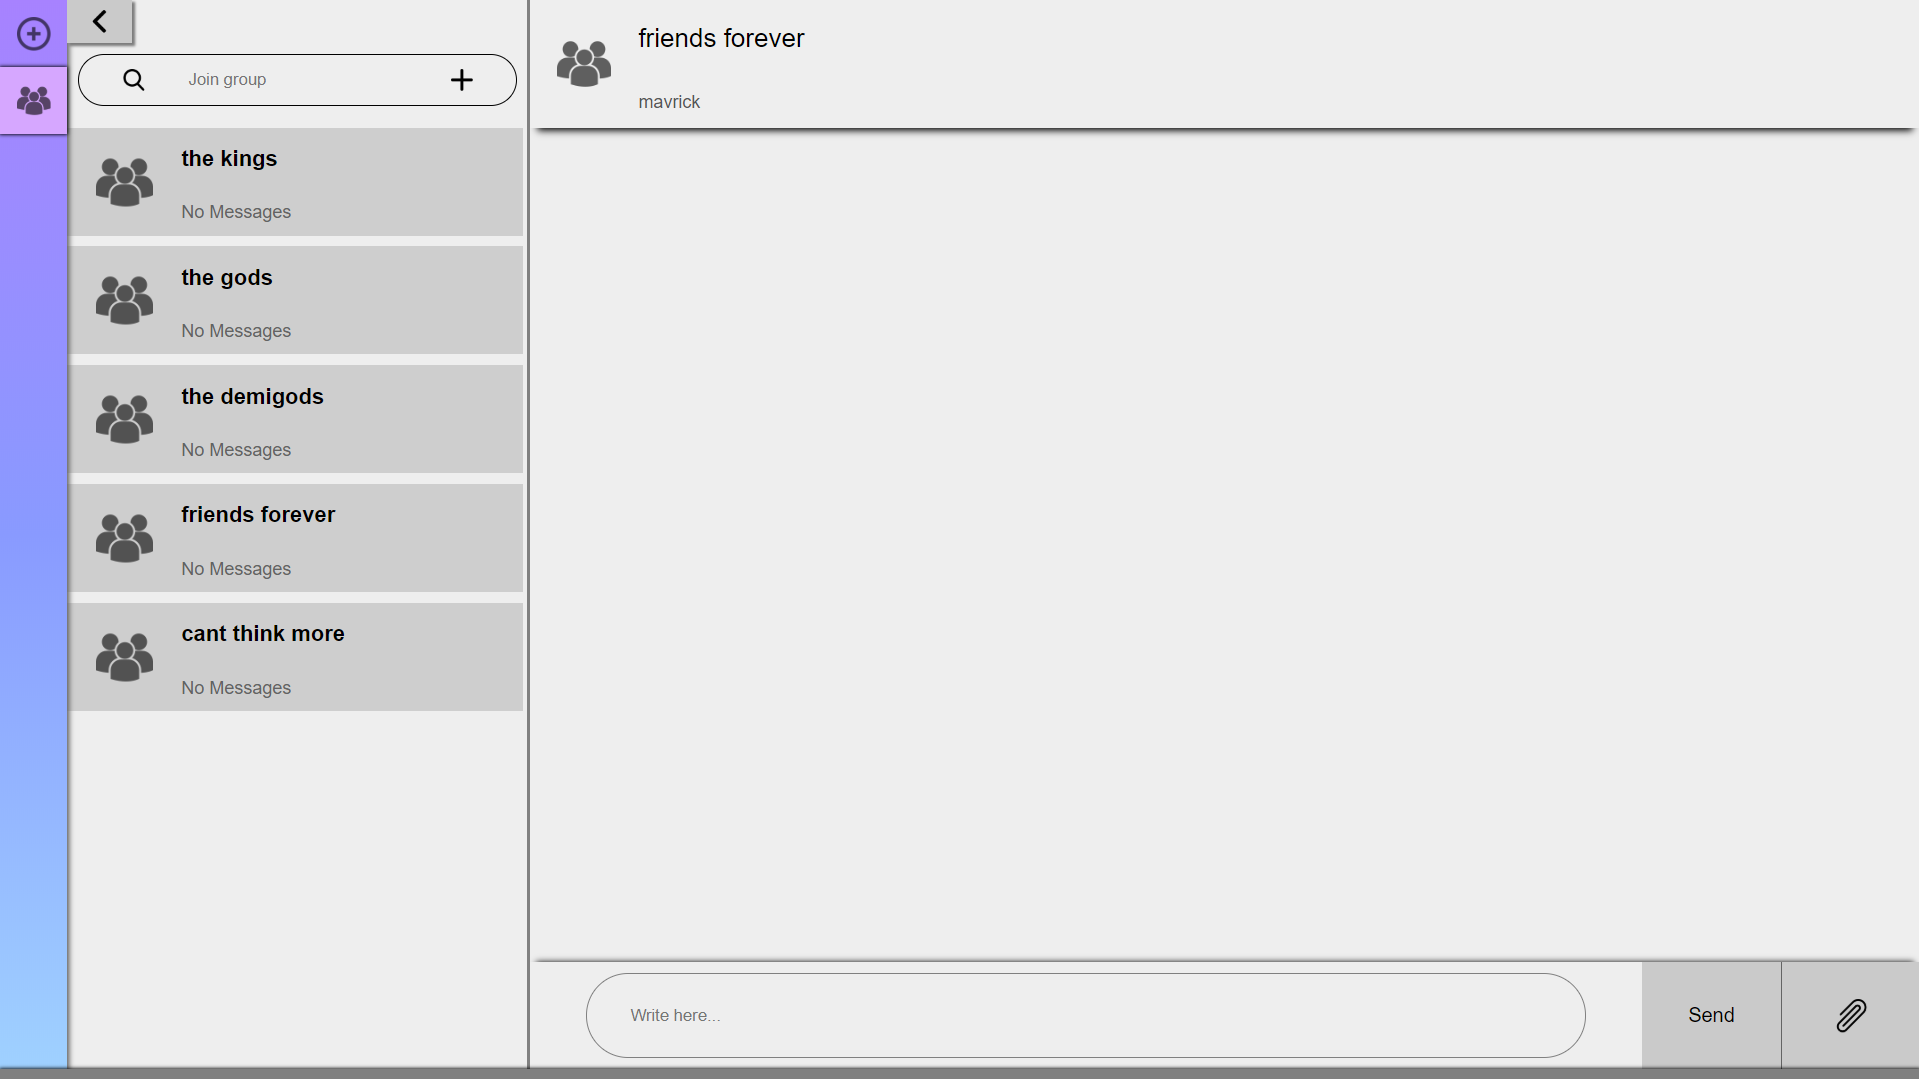 Join group
the kings
No Messages
the gods
No Messages
the demigods
No Messages
friends forever
No Messages
cant think more
No Messages
friends forever
mavrick
Write here...
Send